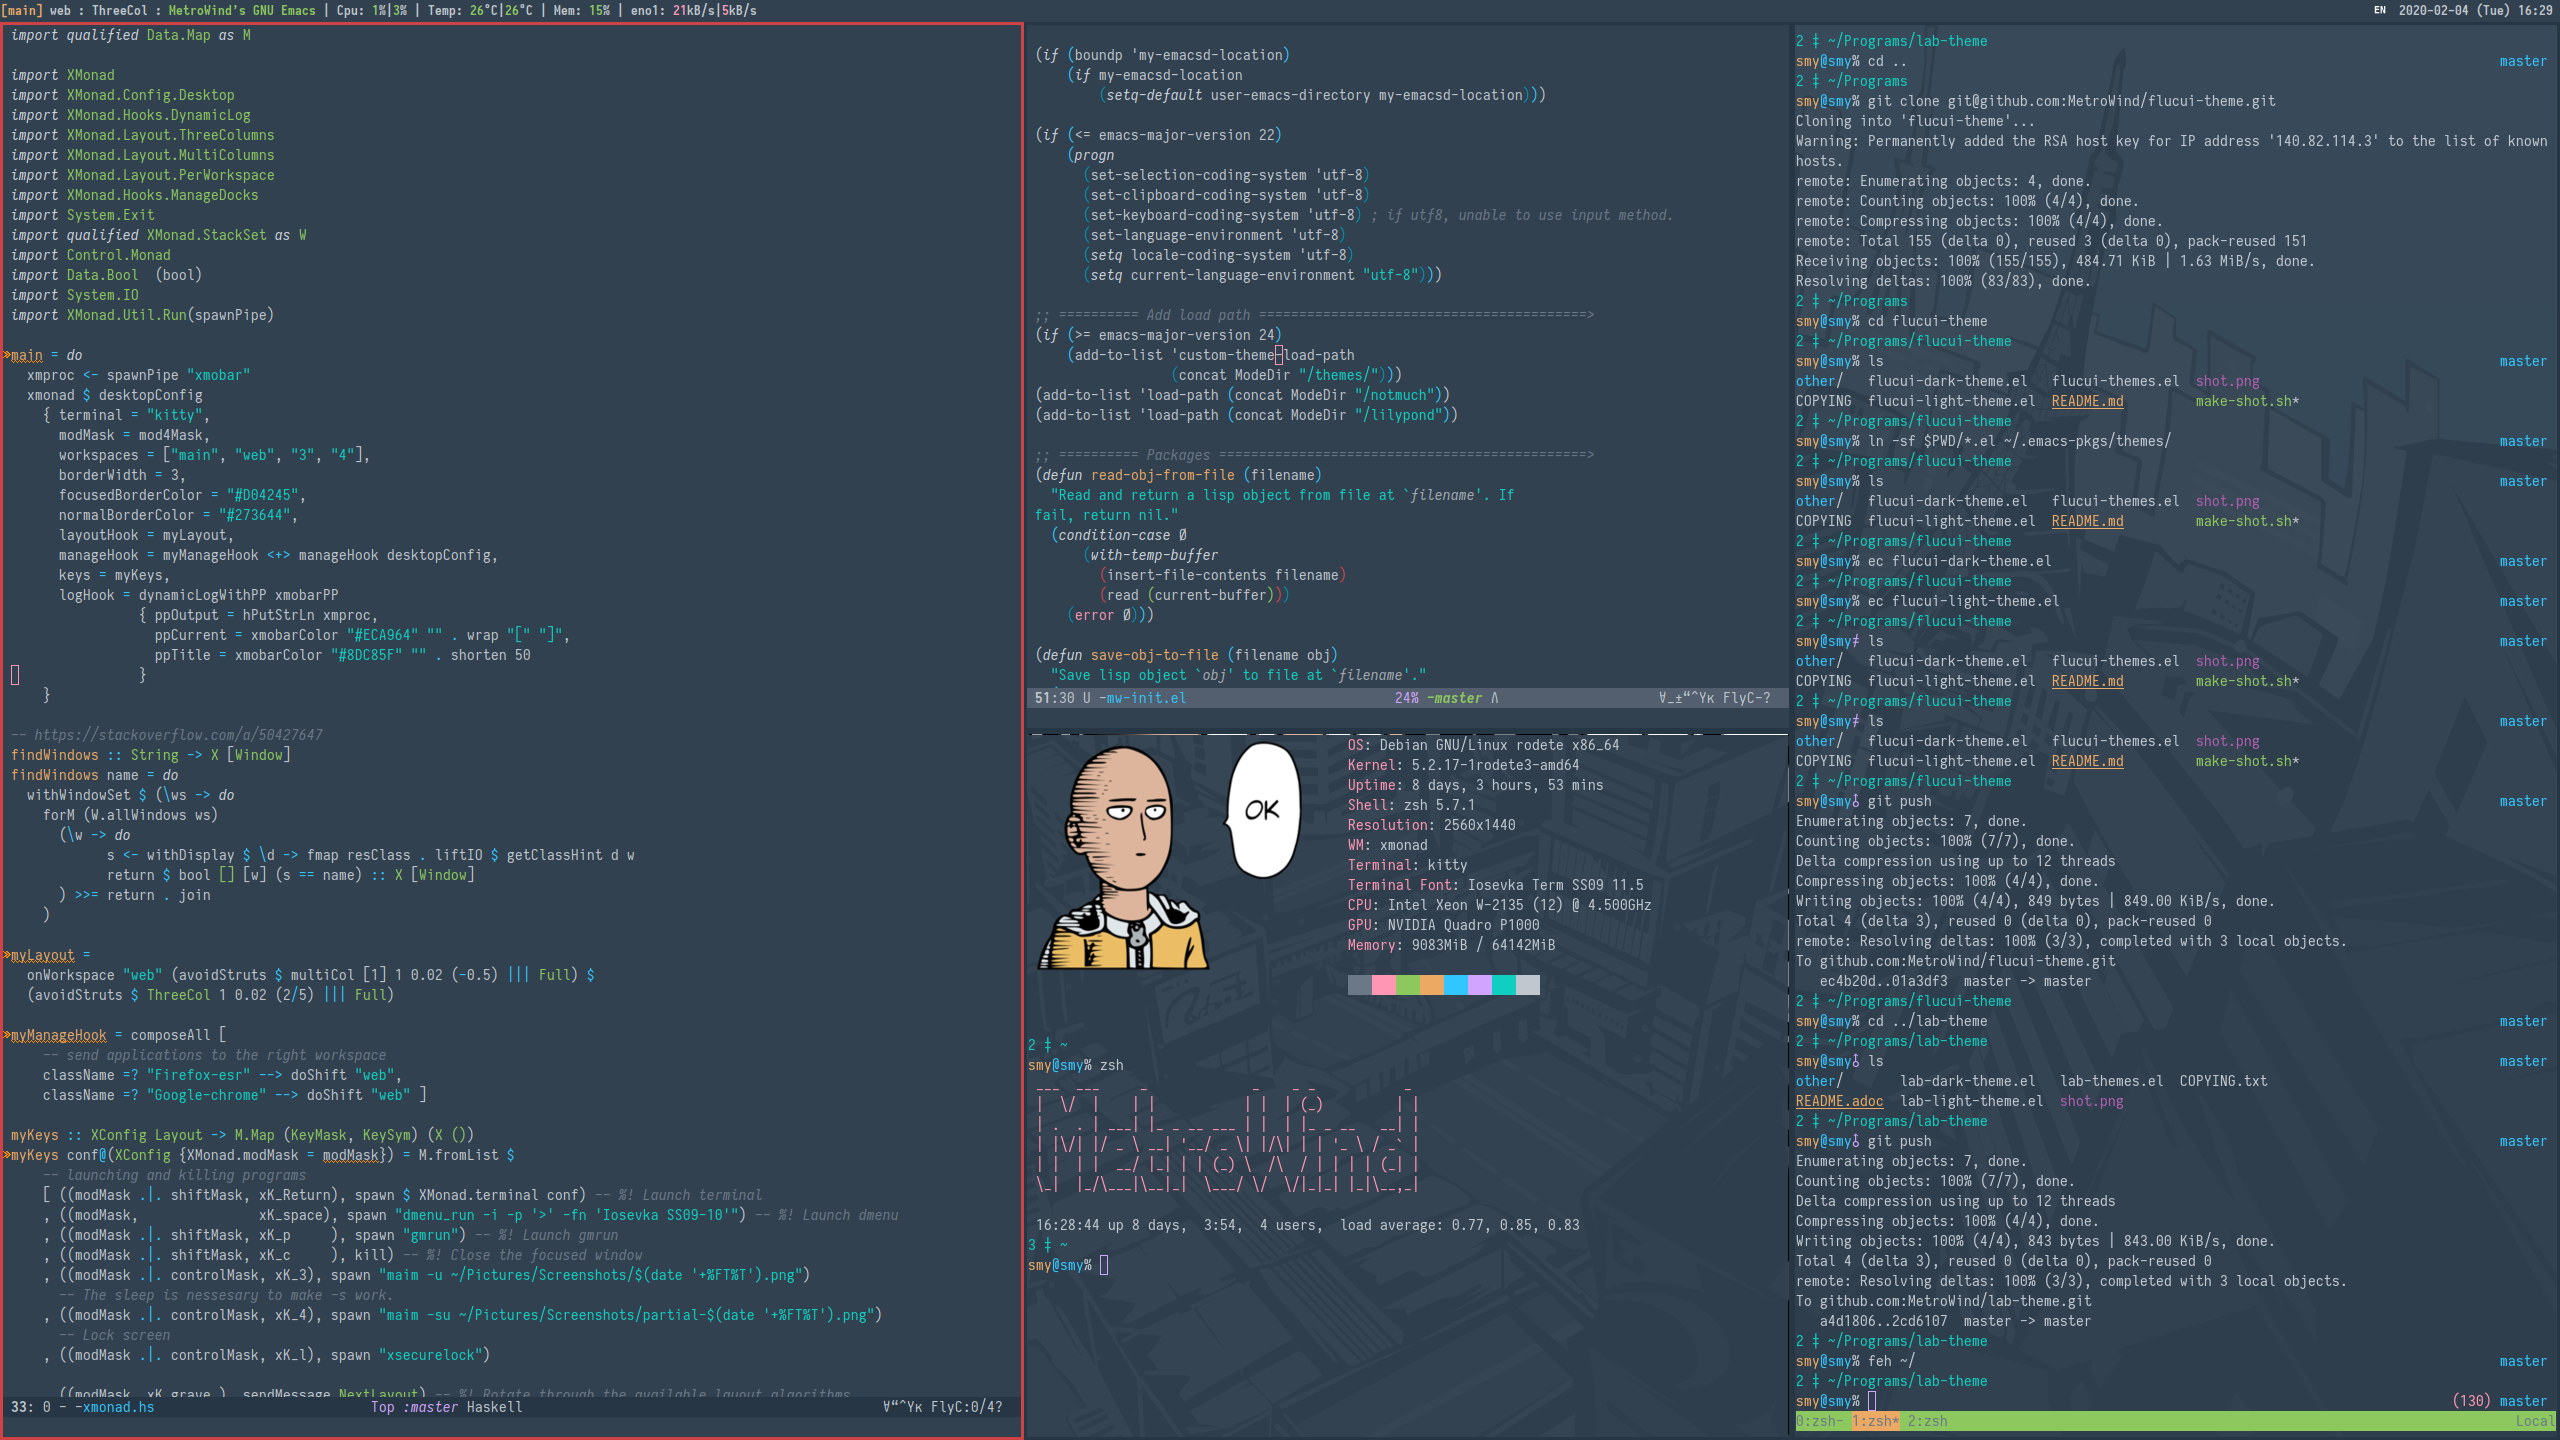 [main] web : ThreeCol : MetroWind's GNU Emacs | Cpu: 1%|3% | Temp: 26°C|26°C | Mem: 15% | eno1: 21kB/s|5kB/s
EN 2020-02-04 (Tue) 16:29
import qualified Data.Map as M
import XMonad
import XMonad.Config.Desktop
import XMonad.Hooks.DynamicLog
import XMonad.Layout.ThreeColumns
import XMonad.Layout.MultiColumns
import XMonad.Layout.PerWorkspace
import XMonad.Hooks.ManageDocks
import System.Exit
import qualified XMonad.StackSet as W
import Control.Monad
import Data.Bool  (bool)
import System.IO
import XMonad.Util.Run(spawnPipe)
»main = do
  xmproc <- spawnPipe "xmobar"
  xmonad $ desktopConfig
    { terminal = "kitty",
      modMask = mod4Mask,
      workspaces = ["main", "web", "3", "4"],
      borderWidth = 3,
      focusedBorderColor = "#D04245",
      normalBorderColor = "#273644",
      layoutHook = myLayout,
      manageHook = myManageHook <+> manageHook desktopConfig,
      keys = myKeys,
      logHook = dynamicLogWithPP xmobarPP
                { ppOutput = hPutStrLn xmproc,
                  ppCurrent = xmobarColor "#ECA964" "" . wrap "[" "]",
                  ppTitle = xmobarColor "#8DC85F" "" . shorten 50
                }
    }
-- https://stackoverflow.com/a/50427647
findWindows :: String -> X [Window]
findWindows name = do
  withWindowSet $ (\ws -> do
    forM (W.allWindows ws)
      (\w -> do
            s <- withDisplay $ \d -> fmap resClass . liftIO $ getClassHint d w
            return $ bool [] [w] (s == name) :: X [Window]
      ) >>= return . join
    )
»myLayout =
  onWorkspace "web" (avoidStruts $ multiCol [1] 1 0.02 (-0.5) ||| Full) $
  (avoidStruts $ ThreeCol 1 0.02 (2/5) ||| Full)
»myManageHook = composeAll [
    -- send applications to the right workspace
    className =? "Firefox-esr" --> doShift "web",
    className =? "Google-chrome" --> doShift "web" ]
myKeys :: XConfig Layout -> M.Map (KeyMask, KeySym) (X ())
»myKeys conf@(XConfig {XMonad.modMask = modMask}) = M.fromList $
    -- launching and killing programs
    [ ((modMask .|. shiftMask, xK_Return), spawn $ XMonad.terminal conf) -- %! Launch terminal
    , ((modMask,               xK_space), spawn "dmenu_run -i -p '>' -fn 'Iosevka SS09-10'") -- %! Launch dmenu
    , ((modMask .|. shiftMask, xK_p     ), spawn "gmrun") -- %! Launch gmrun
    , ((modMask .|. shiftMask, xK_c     ), kill) -- %! Close the focused window
    , ((modMask .|. controlMask, xK_3), spawn "maim -u ~/Pictures/Screenshots/$(date '+%FT%T').png")
      -- The sleep is nessesary to make -s work.
    , ((modMask .|. controlMask, xK_4), spawn "maim -su ~/Pictures/Screenshots/partial-$(date '+%FT%T').png")
      -- Lock screen
    , ((modMask .|. controlMask, xK_l), spawn "xsecurelock")
    , ((modMask, xK_grave ), sendMessage NextLayout) -- %! Rotate through the available layout algorithms
33: 0 - -xmonad.hs Top :master Haskell ∀“^Yκ FlyC:0/4?
(if (boundp 'my-emacsd-location)
    (if my-emacsd-location
        (setq-default user-emacs-directory my-emacsd-location)))
(if (<= emacs-major-version 22)
    (progn
      (set-selection-coding-system 'utf-8)
      (set-clipboard-coding-system 'utf-8)
      (set-keyboard-coding-system 'utf-8) ; if utf8, unable to use input method.
      (set-language-environment 'utf-8)
      (setq locale-coding-system 'utf-8)
      (setq current-language-environment "utf-8")))
;; ========== Add load path =========================================>
(if (>= emacs-major-version 24)
    (add-to-list 'custom-theme-load-path
                 (concat ModeDir "/themes/")))
(add-to-list 'load-path (concat ModeDir "/notmuch"))
(add-to-list 'load-path (concat ModeDir "/lilypond"))
;; ========== Packages ==============================================>
(defun read-obj-from-file (filename)
  "Read and return a lisp object from file at `filename'. If
fail, return nil."
  (condition-case Ø
      (with-temp-buffer
        (insert-file-contents filename)
        (read (current-buffer)))
    (error Ø)))
(defun save-obj-to-file (filename obj)
  "Save lisp object `obj' to file at `filename'."
51:30 U -mw-init.el 24% -master Λ ∀_±“^Yκ FlyC-?
OK
OS: Debian GNU/Linux rodete x86_64
Kernel: 5.2.17-1rodete3-amd64
Uptime: 8 days, 3 hours, 53 mins
Shell: zsh 5.7.1
Resolution: 2560x1440
WM: xmonad
Terminal: kitty
Terminal Font: Iosevka Term SS09 11.5
CPU: Intel Xeon W-2135 (12) @ 4.500GHz
GPU: NVIDIA Quadro P1000
Memory: 9083MiB / 64142MiB
2 ‡ ~
smy@smy% zsh
MetroWind
16:28:44 up 8 days,  3:54,  4 users,  load average: 0.77, 0.85, 0.83
3 ‡ ~
smy@smy%
2 ‡ ~/Programs/lab-theme
smy@smy% cd .. master
2 ‡ ~/Programs
smy@smy% git clone git@github.com:MetroWind/flucui-theme.git
Cloning into 'flucui-theme'...
Warning: Permanently added the RSA host key for IP address '140.82.114.3' to the list of known
hosts.
remote: Enumerating objects: 4, done.
remote: Counting objects: 100% (4/4), done.
remote: Compressing objects: 100% (4/4), done.
remote: Total 155 (delta 0), reused 3 (delta 0), pack-reused 151
Receiving objects: 100% (155/155), 484.71 KiB | 1.63 MiB/s, done.
Resolving deltas: 100% (83/83), done.
2 ‡ ~/Programs
smy@smy% cd flucui-theme
2 ‡ ~/Programs/flucui-theme
smy@smy% ls master
other/   flucui-dark-theme.el   flucui-themes.el  shot.png
COPYING  flucui-light-theme.el  README.md         make-shot.sh*
2 ‡ ~/Programs/flucui-theme
smy@smy% ln -sf $PWD/*.el ~/.emacs-pkgs/themes/ master
2 ‡ ~/Programs/flucui-theme
smy@smy% ls master
other/   flucui-dark-theme.el   flucui-themes.el  shot.png
COPYING  flucui-light-theme.el  README.md         make-shot.sh*
2 ‡ ~/Programs/flucui-theme
smy@smy% ec flucui-dark-theme.el master
2 ‡ ~/Programs/flucui-theme
smy@smy% ec flucui-light-theme.el master
2 ‡ ~/Programs/flucui-theme
smy@smy≠ ls master
other/   flucui-dark-theme.el   flucui-themes.el  shot.png
COPYING  flucui-light-theme.el  README.md         make-shot.sh*
2 ‡ ~/Programs/flucui-theme
smy@smy≠ ls master
other/   flucui-dark-theme.el   flucui-themes.el  shot.png
COPYING  flucui-light-theme.el  README.md         make-shot.sh*
2 ‡ ~/Programs/flucui-theme
smy@smy git push master
Enumerating objects: 7, done.
Counting objects: 100% (7/7), done.
Delta compression using up to 12 threads
Compressing objects: 100% (4/4), done.
Writing objects: 100% (4/4), 849 bytes | 849.00 KiB/s, done.
Total 4 (delta 3), reused 0 (delta 0), pack-reused 0
remote: Resolving deltas: 100% (3/3), completed with 3 local objects.
To github.com:MetroWind/flucui-theme.git
   ec4b20d..01a3df3  master -> master
2 ‡ ~/Programs/flucui-theme
smy@smy% cd ../lab-theme master
2 ‡ ~/Programs/lab-theme
smy@smy ls master
other/       lab-dark-theme.el   lab-themes.el  COPYING.txt
README.adoc  lab-light-theme.el  shot.png
2 ‡ ~/Programs/lab-theme
smy@smy git push master
Enumerating objects: 7, done.
Counting objects: 100% (7/7), done.
Delta compression using up to 12 threads
Compressing objects: 100% (4/4), done.
Writing objects: 100% (4/4), 843 bytes | 843.00 KiB/s, done.
Total 4 (delta 3), reused 0 (delta 0), pack-reused 0
remote: Resolving deltas: 100% (3/3), completed with 3 local objects.
To github.com:MetroWind/lab-theme.git
   a4d1806..2cd6107  master -> master
2 ‡ ~/Programs/lab-theme
smy@smy% feh ~/ master
2 ‡ ~/Programs/lab-theme
smy@smy% (130) master
0:zsh- 1:zsh* 2:zsh Local